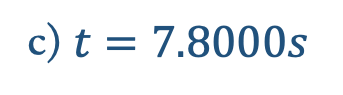 c) t = 7.8000s